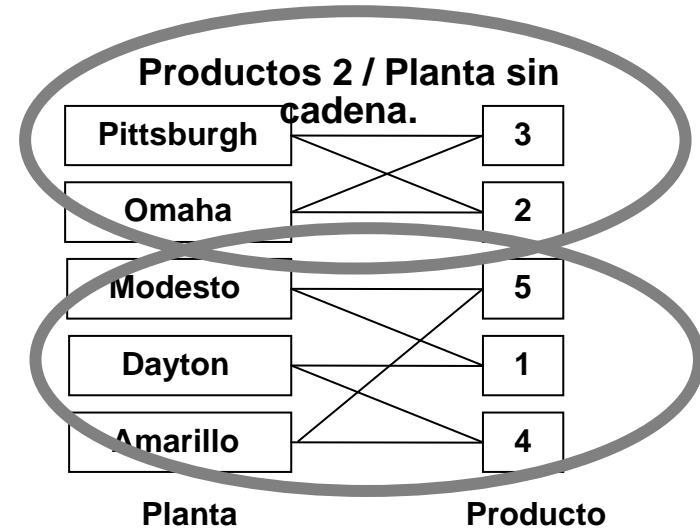 Productos 2 / Planta sin
cadena.
Pittsburgh 3
Omaha 2
Modesto 5
Dayton 1
Amarillo 4
Planta Producto